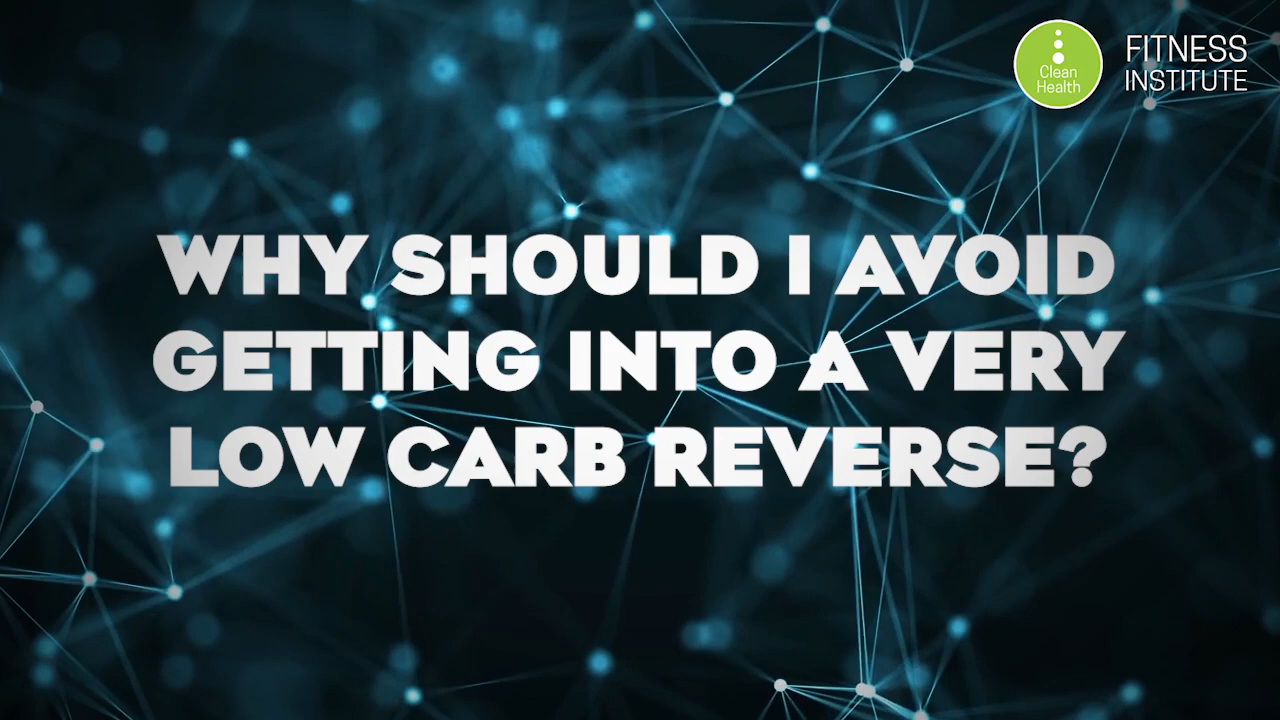 Clean
Health
FITNESS
INSTITUTE
WHY SHOULD I AVOID
GETTING INTO A VERY
LOW CARB REVERSE?